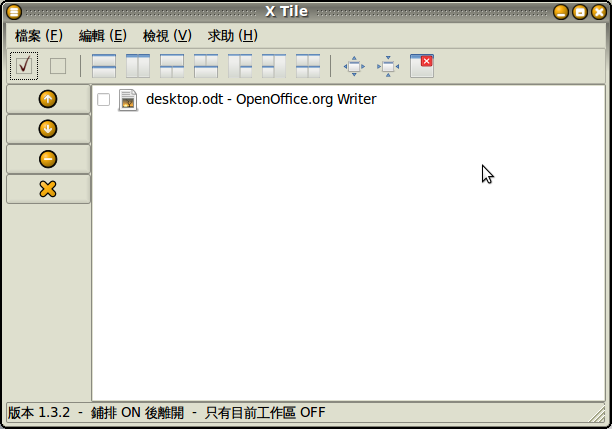 X Tile
檔案 (F) 編輯 (E) 檢視 (V) 求助 (H)
desktop.odt - OpenOffice.org Writer
版本 1.3.2 - 鋪排 ON 後離開 - 只有目前工作區 OFF